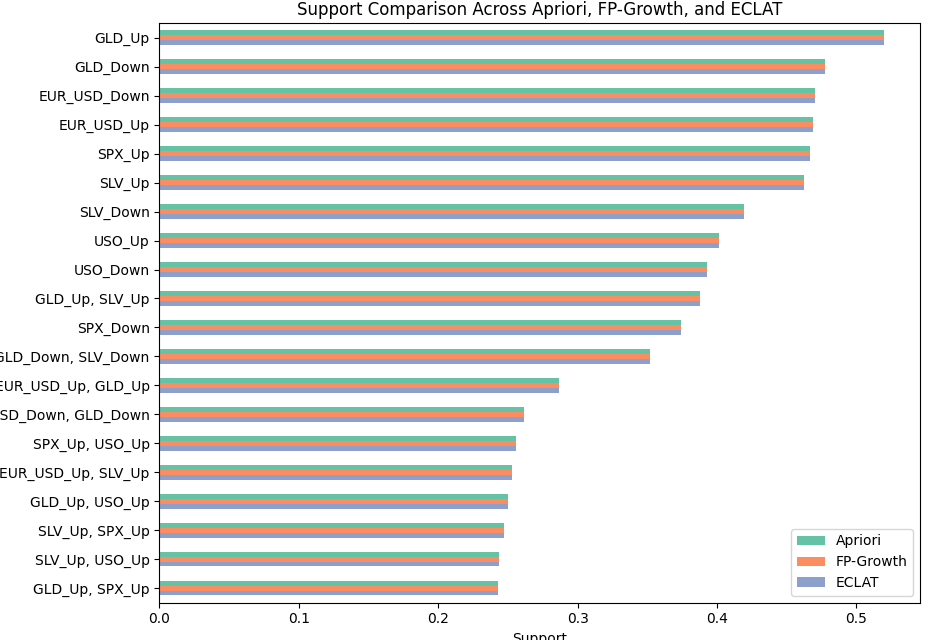 Support Comparison Across Apriori, FP-Growth, and ECLAT
GLD_Up
GLD_Down
EUR_USD_Down
EUR_USD_Up
SPX_Up
SLV_Up
SLV_Down
USO_Up
USO_Down
GLD_Up, SLV_Up
SPX_Down
GLD_Down, SLV_Down
EUR_USD_Up, GLD_Up
SD_Down, GLD_Down
SPX_Up, USO_Up
EUR_USD_Up, SLV_Up
GLD_Up, USO_Up
SLV_Up, SPX_Up
SLV_Up, USO_Up
GLD_Up, SPX_Up
Apriori
FP-Growth
ECLAT
0.0 0.1 0.2 0.3 0.4 0.5
Support